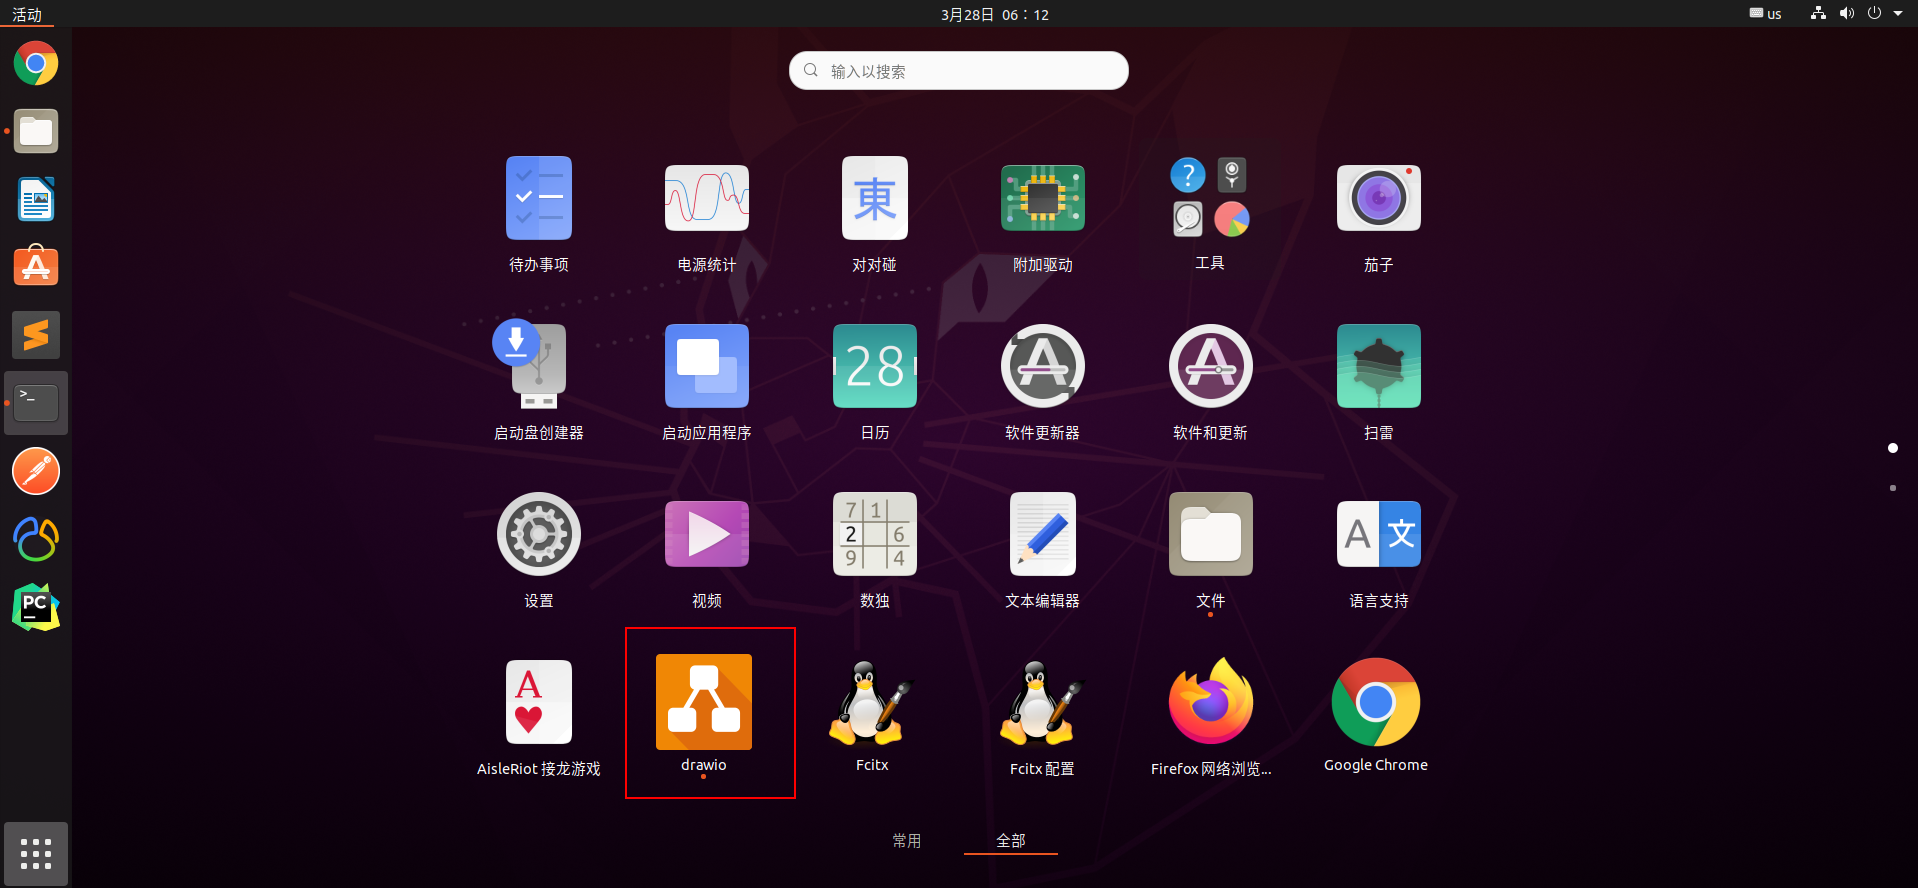 活动
3月28日 06：12
us
输入以搜索
東
?
待办事项
电源统计
对对碰
附加驱动
工具
茄子
28
启动盘创建器
启动应用程序
日历
软件更新器
软件和更新
扫雷
>_
7 1
2 6
9 4
A 文
设置
视频
数独
文本编辑器
文件
语言支持
PC
A
AisleRiot 接龙游戏
drawio
Fcitx
Fcitx 配置
Firefox 网络浏览...
Google Chrome
常用
全部